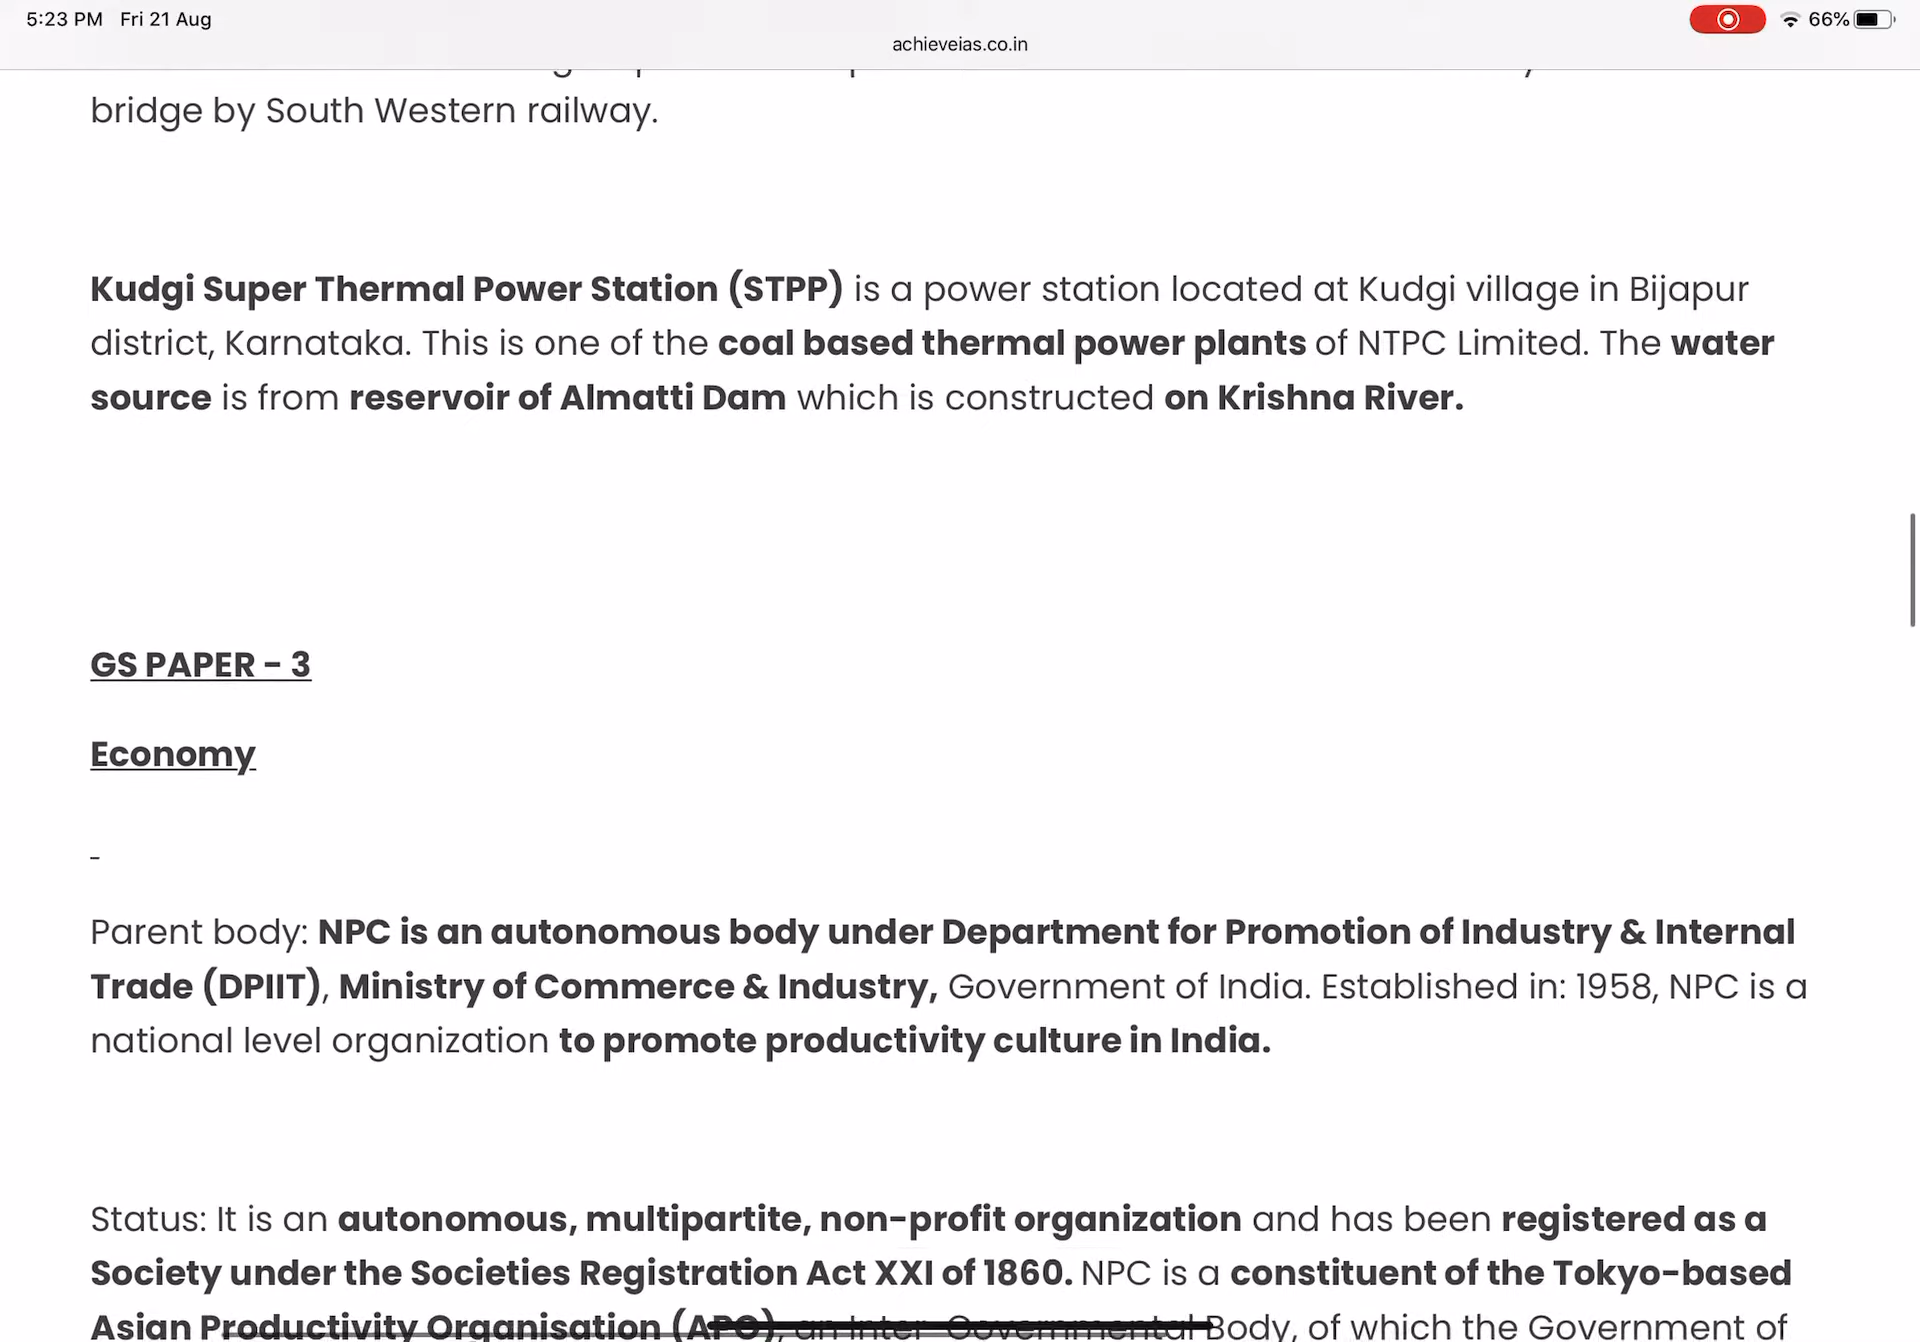 5:23 PM Fri 21 Aug
66%
achieveias.co.in
bridge by South Western railway.
Kudgi Super Thermal Power Station (STPP) is a power station located at Kudgi village in Bijapur
district, Karnataka. This is one of the coal based thermal power plants of NTPC Limited. The water
source is from reservoir of Almatti Dam which is constructed on Krishna River.
GS PAPER – 3
Economy
-
Parent body: NPC is an autonomous body under Department for Promotion of Industry & Internal
Trade (DPIIT), Ministry of Commerce & Industry, Government of India. Established in: 1958, NPC is a
national level organization to promote productivity culture in India.
Status: It is an autonomous, multipartite, non-profit organization and has been registered as a
Society under the Societies Registration Act XXI of 1860. NPC is a constituent of the Tokyo-based
Asian Productivity Organisation (APO), an Inter-Governmental Body, of which the Government of